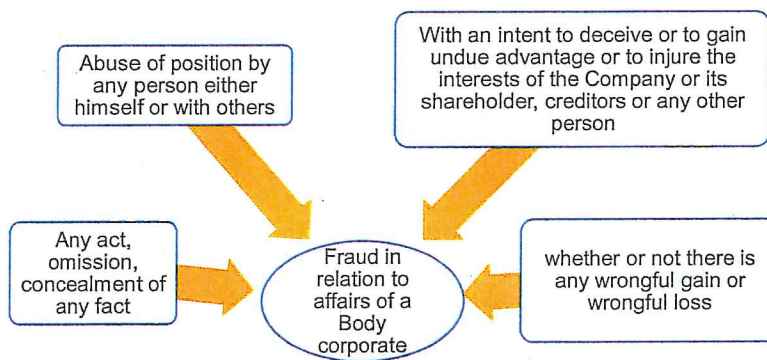 Abuse of position by
any person either
himself or with others
With an intent to deceive or to gain
undue advantage or to injure the
interests of the Company or its
shareholder, creditors or any other
person
Any act,
omission,
concealment of
any fact
Fraud in
relation to
affairs of a
Body
corporate
whether or not there is
any wrongful gain or
wrongful loss